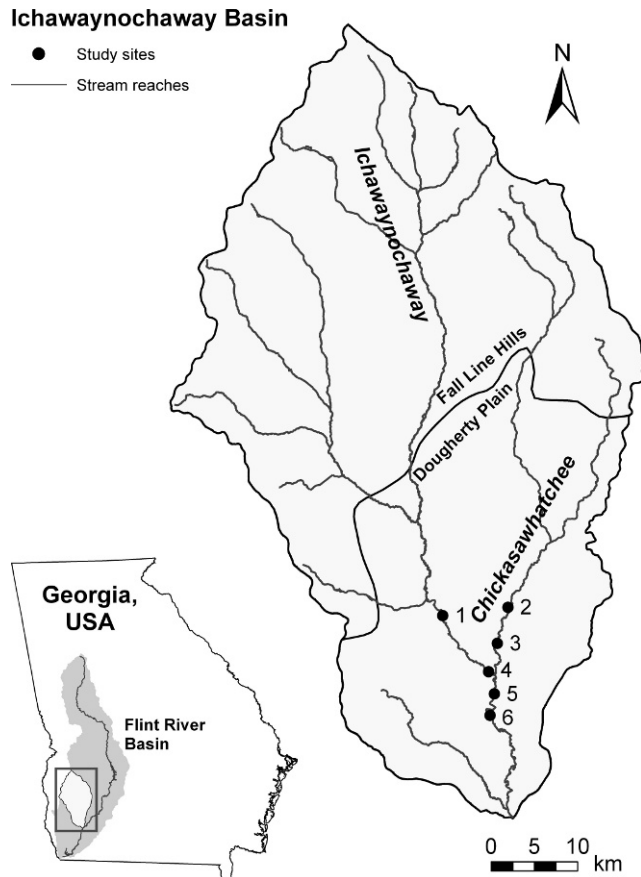 Ichawaynochaway Basin
Study sites
Stream reaches
N
Ichawaynochaway
Fall Line Hills
Dougherty Plain
Chickasawhatchee
1
2
3
4
5
6
Georgia,
USA
Flint River
Basin
0 5 10
km